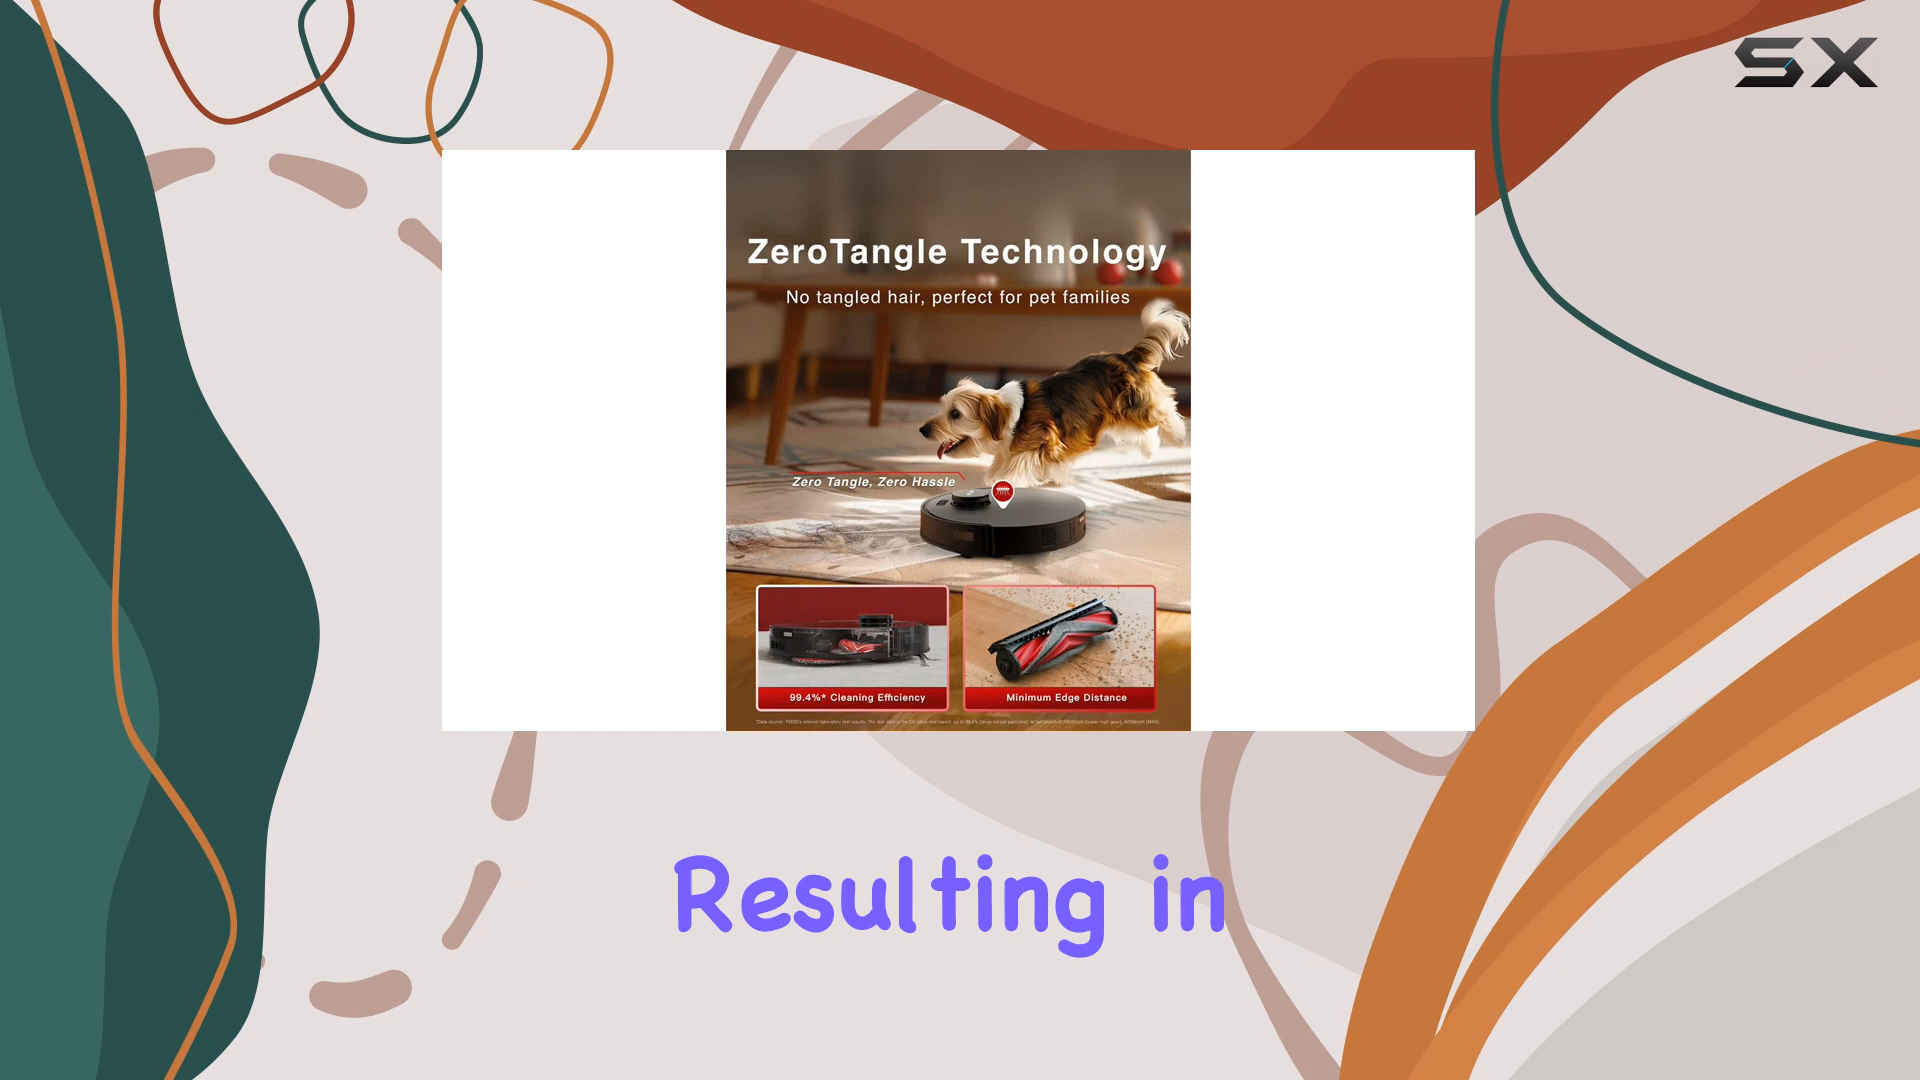 SX
ZeroTangle Technology
No tangled hair, perfect for pet families
Zero Tangle, Zero Hassle
99.4%* Cleaning Efficiency
Minimum Edge Distance
Resulting in